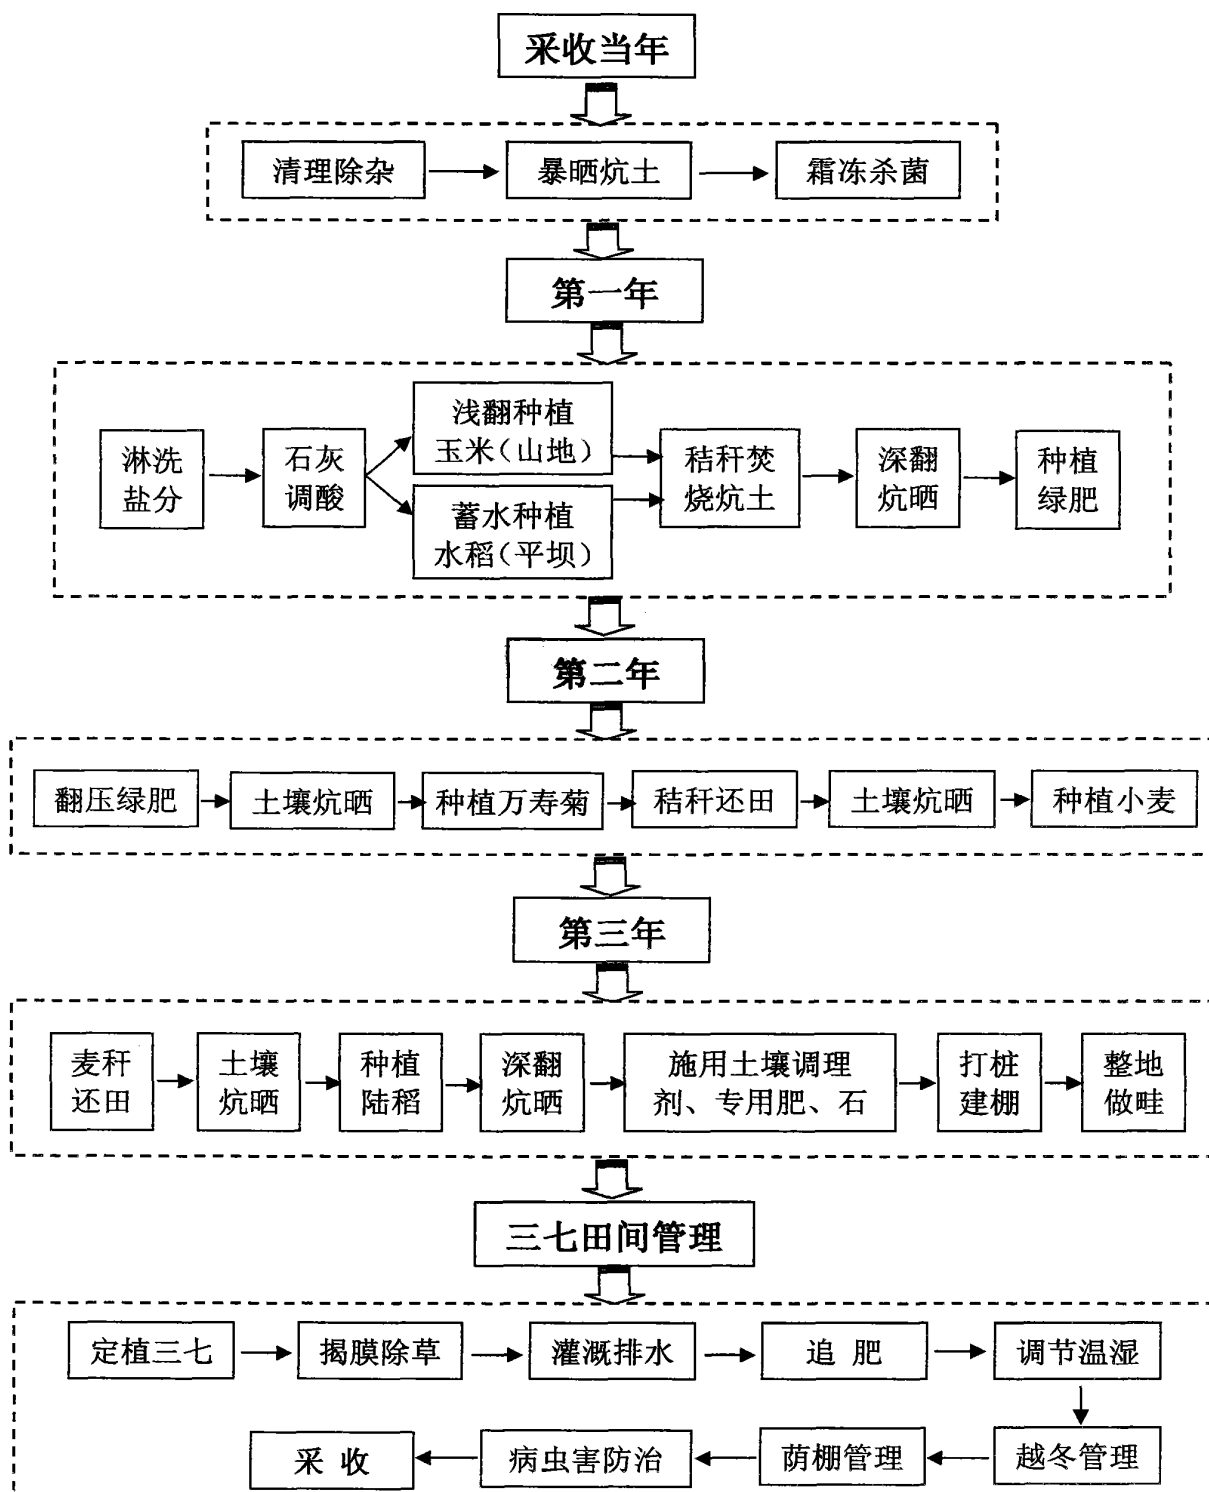 采收当年
清理除杂
暴晒炕土
霜冻杀菌
第一年
淋洗
盐分
石灰
调酸
浅翻种植
玉米（山地）
蓄水种植
水稻（平坝）
秸秆焚
烧炕土
深翻
炕晒
种植
绿肥
第二年
翻压绿肥
土壤炕晒
种植万寿菊
秸秆还田
土壤炕晒
种植小麦
第三年
麦秆
还田
土壤
炕晒
种植
陆稻
深翻
炕晒
施用土壤调理
剂、专用肥、石
打桩
建棚
整地
做畦
三七田间管理
定植三七
揭膜除草
灌溉排水
追 肥
调节温湿
越冬管理
荫棚管理
病虫害防治
采 收